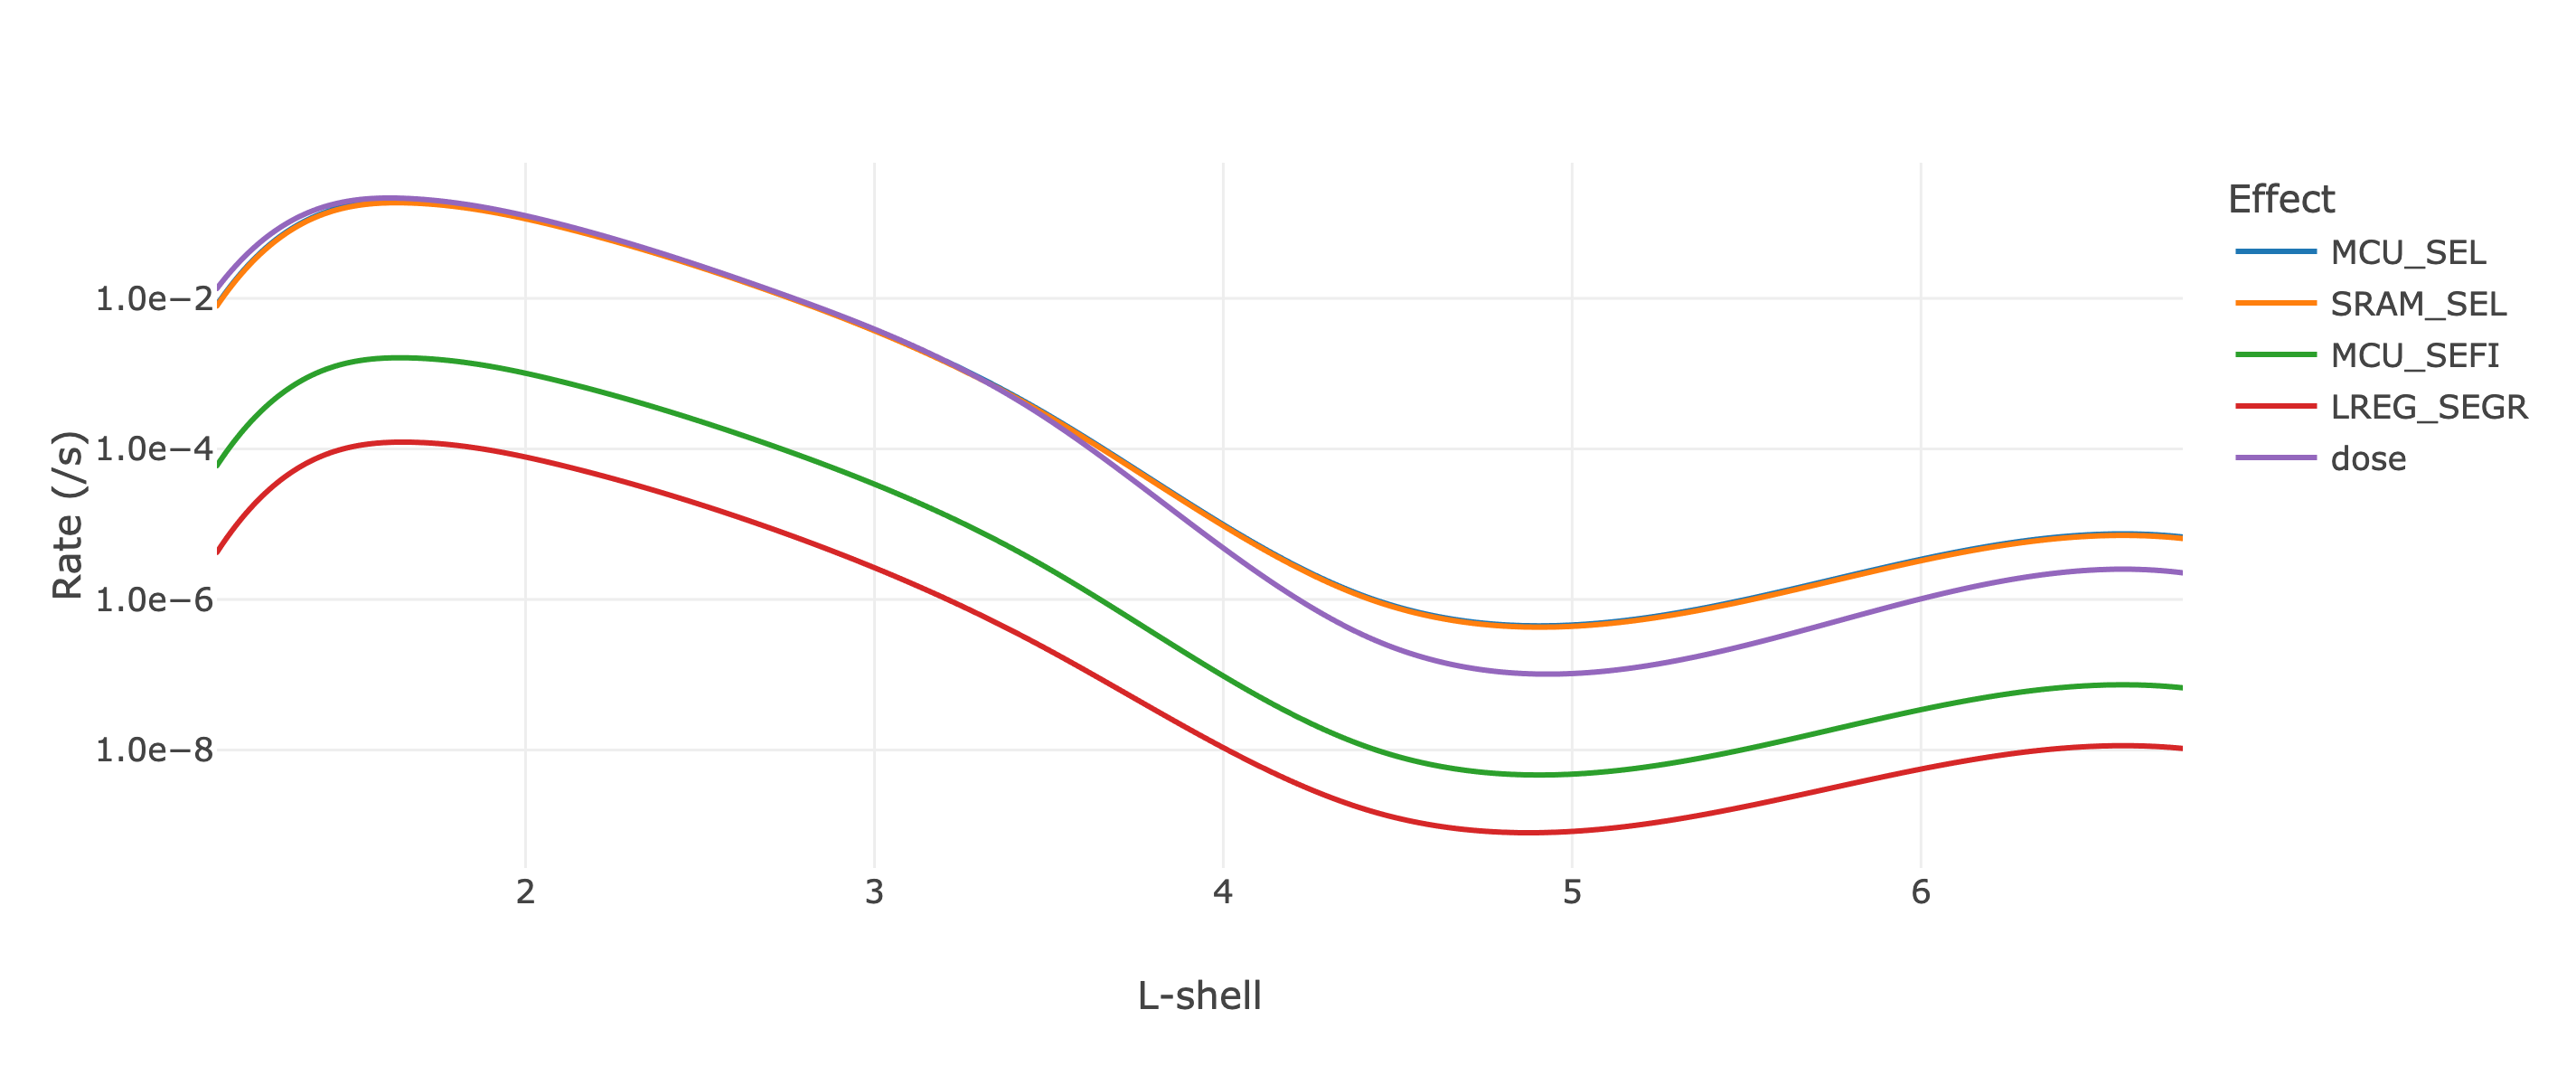 Effect
MCU_SEL
SRAM_SEL
MCU_SEFI
LREG_SEGR
dose
Rate (/s)
1.0e−2
1.0e−4
1.0e−6
1.0e−8
2 3 4 5 6
L-shell